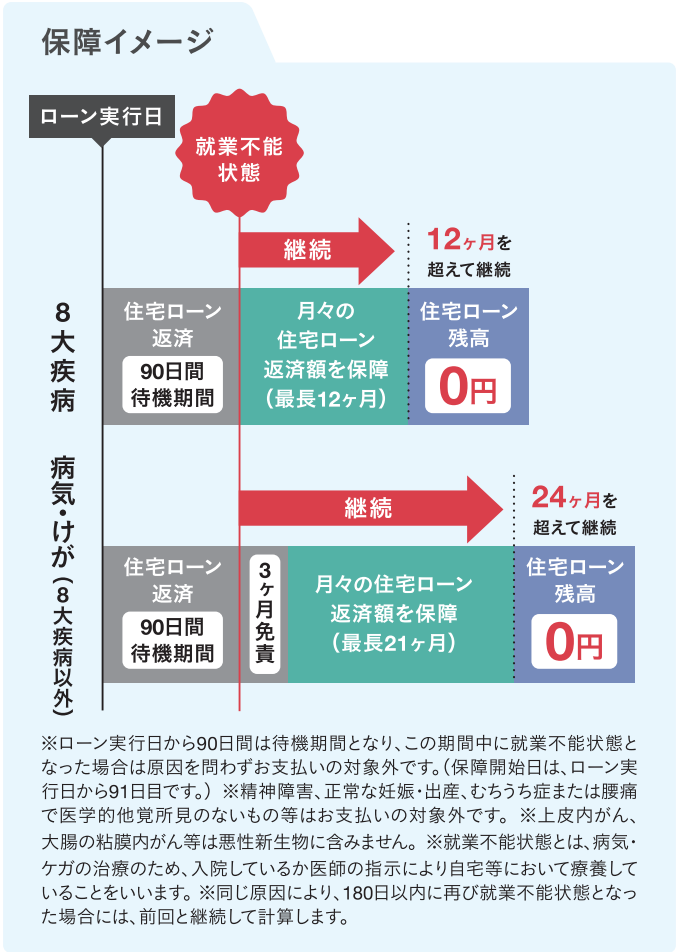 保障イメージ
ローン実行日
就業不能
状態
継続
12ヶ月を
超えて継続
8大疾病
住宅ローン
返済
90日間
待機期間
月々の
住宅ローン
返済額を保障
（最長12ヶ月）
住宅ローン
残高
0円
継続
24ヶ月を
超えて継続
病気・けが（8大疾病以外）
住宅ローン
返済
90日間
待機期間
3ヶ月免責
月々の住宅ローン
返済額を保障
（最長21ヶ月）
住宅ローン
残高
0円
※ローン実行日から90日間は待機期間となり、この期間中に就業不能状態と
なった場合は原因を問わずお支払いの対象外です。（保障開始日は、ローン実
行日から91日目です。） ※精神障害、正常な妊娠・出産、むちうち症または腰痛
で医学的他覚所見のないもの等はお支払いの対象外です。 ※上皮内がん、
大腸の粘膜内がん等は悪性新生物に含みません。 ※就業不能状態とは、病気・
ケガの治療のため、入院しているか医師の指示により自宅等において療養して
いることをいいます。 ※同じ原因により、180日以内に再び就業不能状態となっ
た場合には、前回と継続して計算します。